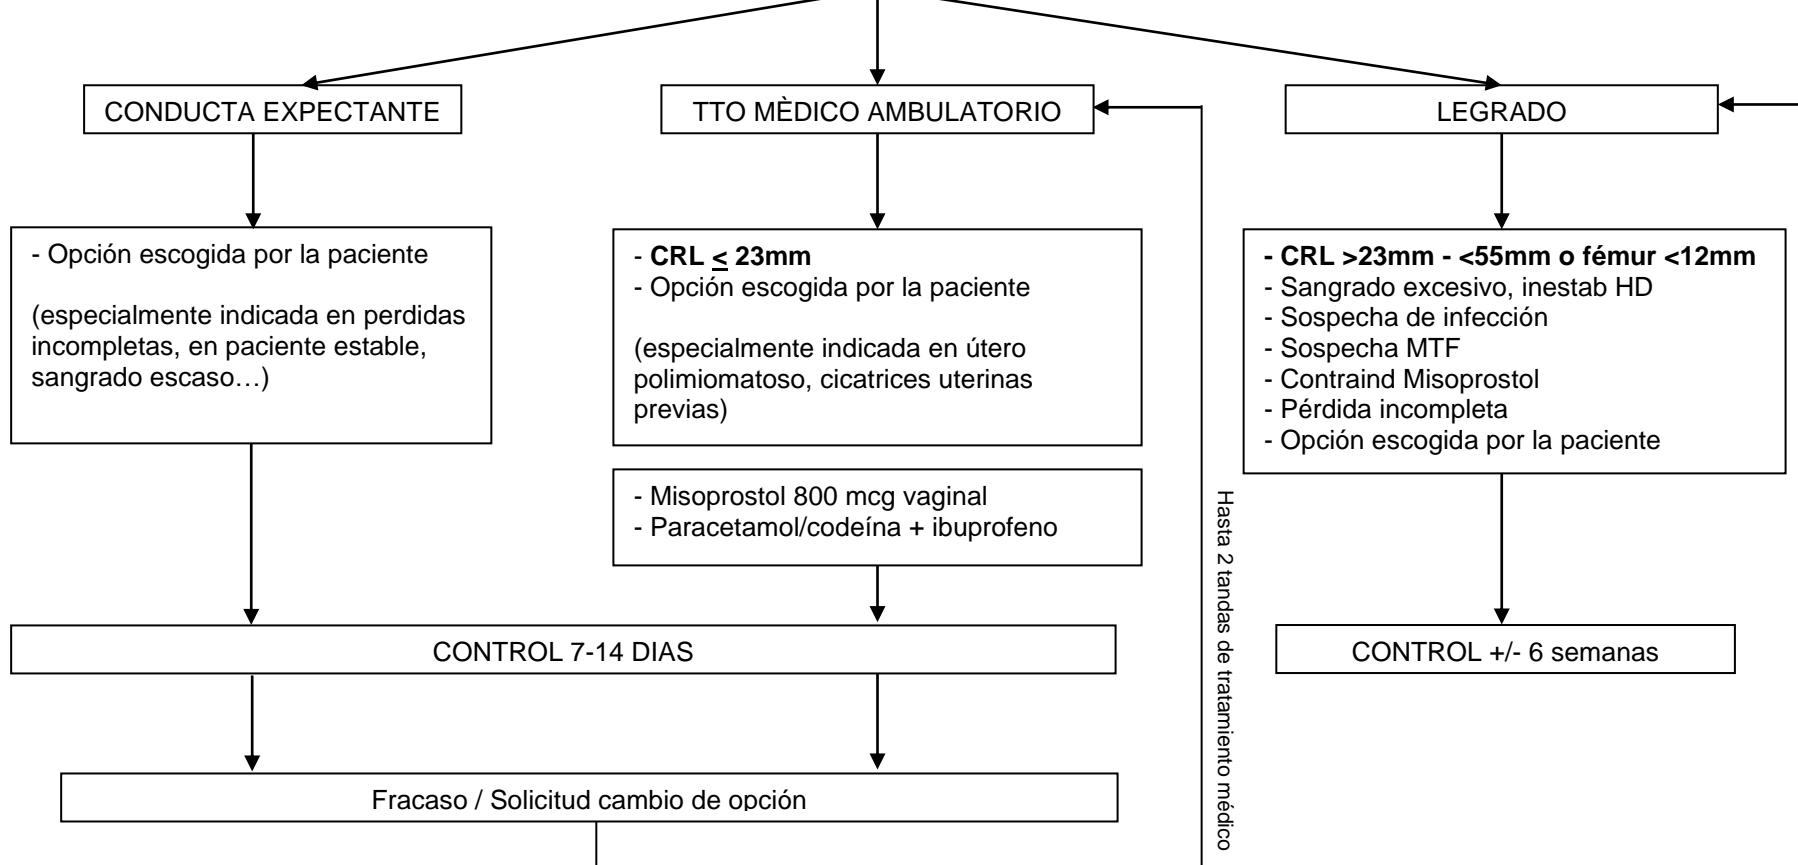 CONDUCTA EXPECTANTE
TTO MÈDICO AMBULATORIO
LEGRADO
- Opción escogida por la paciente
(especialmente indicada en perdidas
incompletas, en paciente estable,
sangrado escaso…)
- CRL < 23mm
- Opción escogida por la paciente
(especialmente indicada en útero
polimiomatoso, cicatrices uterinas
previas)
- Misoprostol 800 mcg vaginal
- Paracetamol/codeína + ibuprofeno
- CRL >23mm - <55mm o fémur <12mm
- Sangrado excesivo, inestab HD
- Sospecha de infección
- Sospecha MTF
- Contraind Misoprostol
- Pérdida incompleta
- Opción escogida por la paciente
Hasta 2 tandas de tratamiento médico
CONTROL 7-14 DIAS
CONTROL +/- 6 semanas
Fracaso / Solicitud cambio de opción